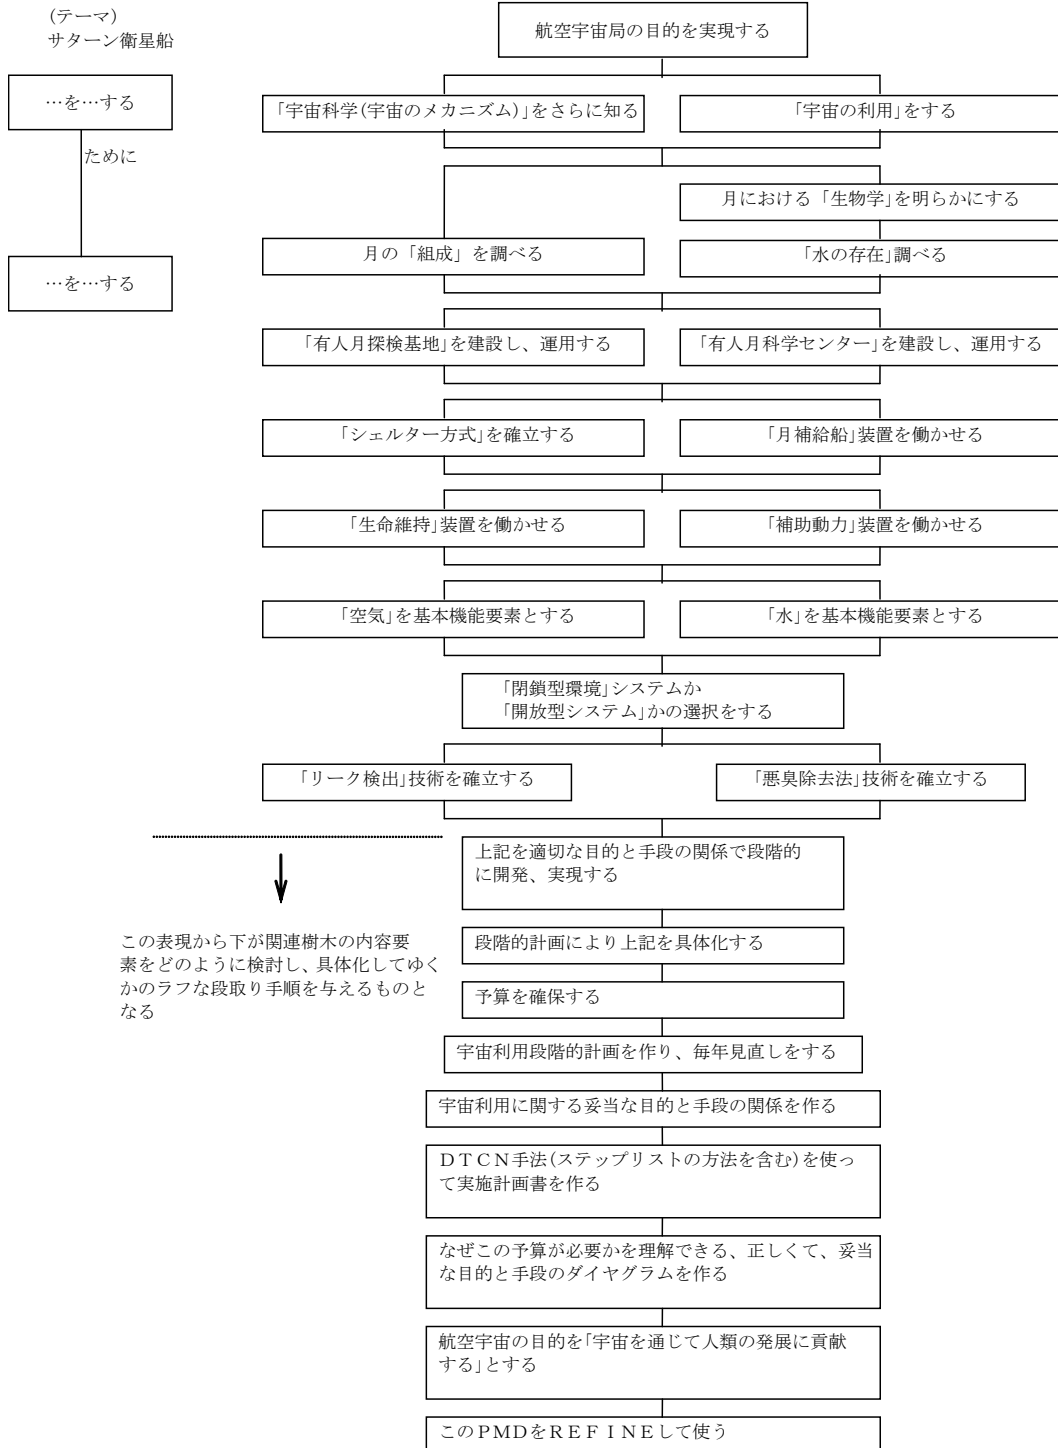 (テーマ)
サターン衛星船
航空宇宙局の目的を実現する
…を…する
「宇宙科学(宇宙のメカニズム)」をさらに知る
「宇宙の利用」をする
ために
月における「生物学」を明らかにする
月の「組成」を調べる
「水の存在」調べる
…を…する
「有人月探検基地」を建設し、運用する
「有人月科学センター」を建設し、運用する
「シェルター方式」を確立する
「月補給船」装置を働かせる
「生命維持」装置を働かせる
「補助動力」装置を働かせる
「空気」を基本機能要素とする
「水」を基本機能要素とする
「閉鎖型環境」システムか
「開放型システム」かの選択をする
「リーク検出」技術を確立する
「悪臭除去法」技術を確立する
上記を適切な目的と手段の関係で段階的
に開発、実現する
この表現から下が関連樹木の内容要
素をどのように検討し、具体化してゆく
かのラフな段取り手順を与えるものと
なる
段階的計画により上記を具体化する
予算を確保する
宇宙利用段階的計画を作り、毎年見直しをする
宇宙利用に関する妥当な目的と手段の関係を作る
ＤＴＣＮ手法(ステップリストの方法を含む)を使っ
て実施計画書を作る
なぜこの予算が必要かを理解できる、正しくて、妥当
な目的と手段のダイヤグラムを作る
航空宇宙の目的を「宇宙を通じて人類の発展に貢献
する」とする
このＰＭＤをＲＥＦＩＮＥして使う